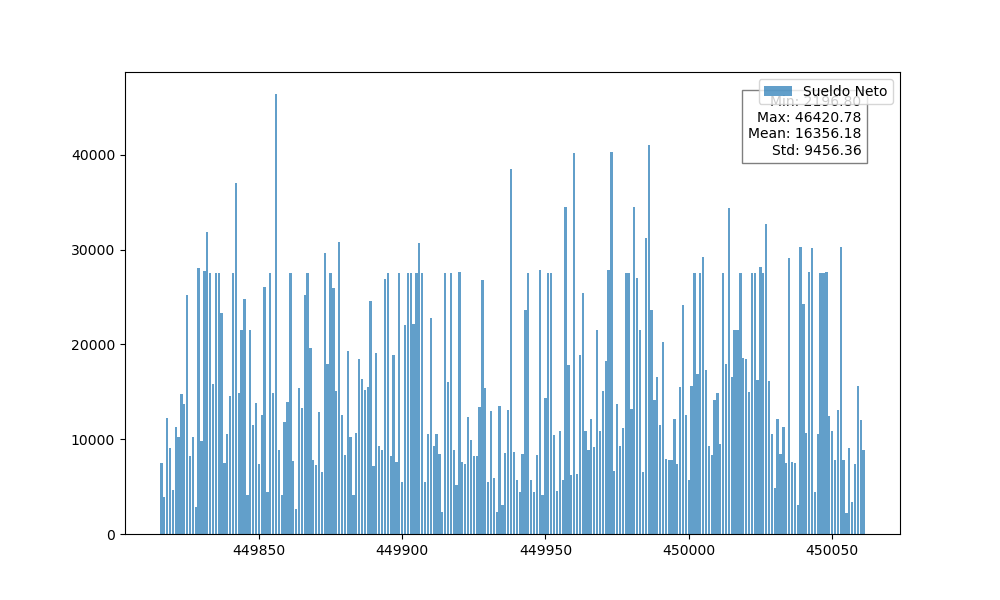 Sueldo Neto
Min: 2196.80
Max: 46420.78
Mean: 16356.18
Std: 9456.36
40000
30000
20000
10000
0
449850
449900
449950
450000
450050